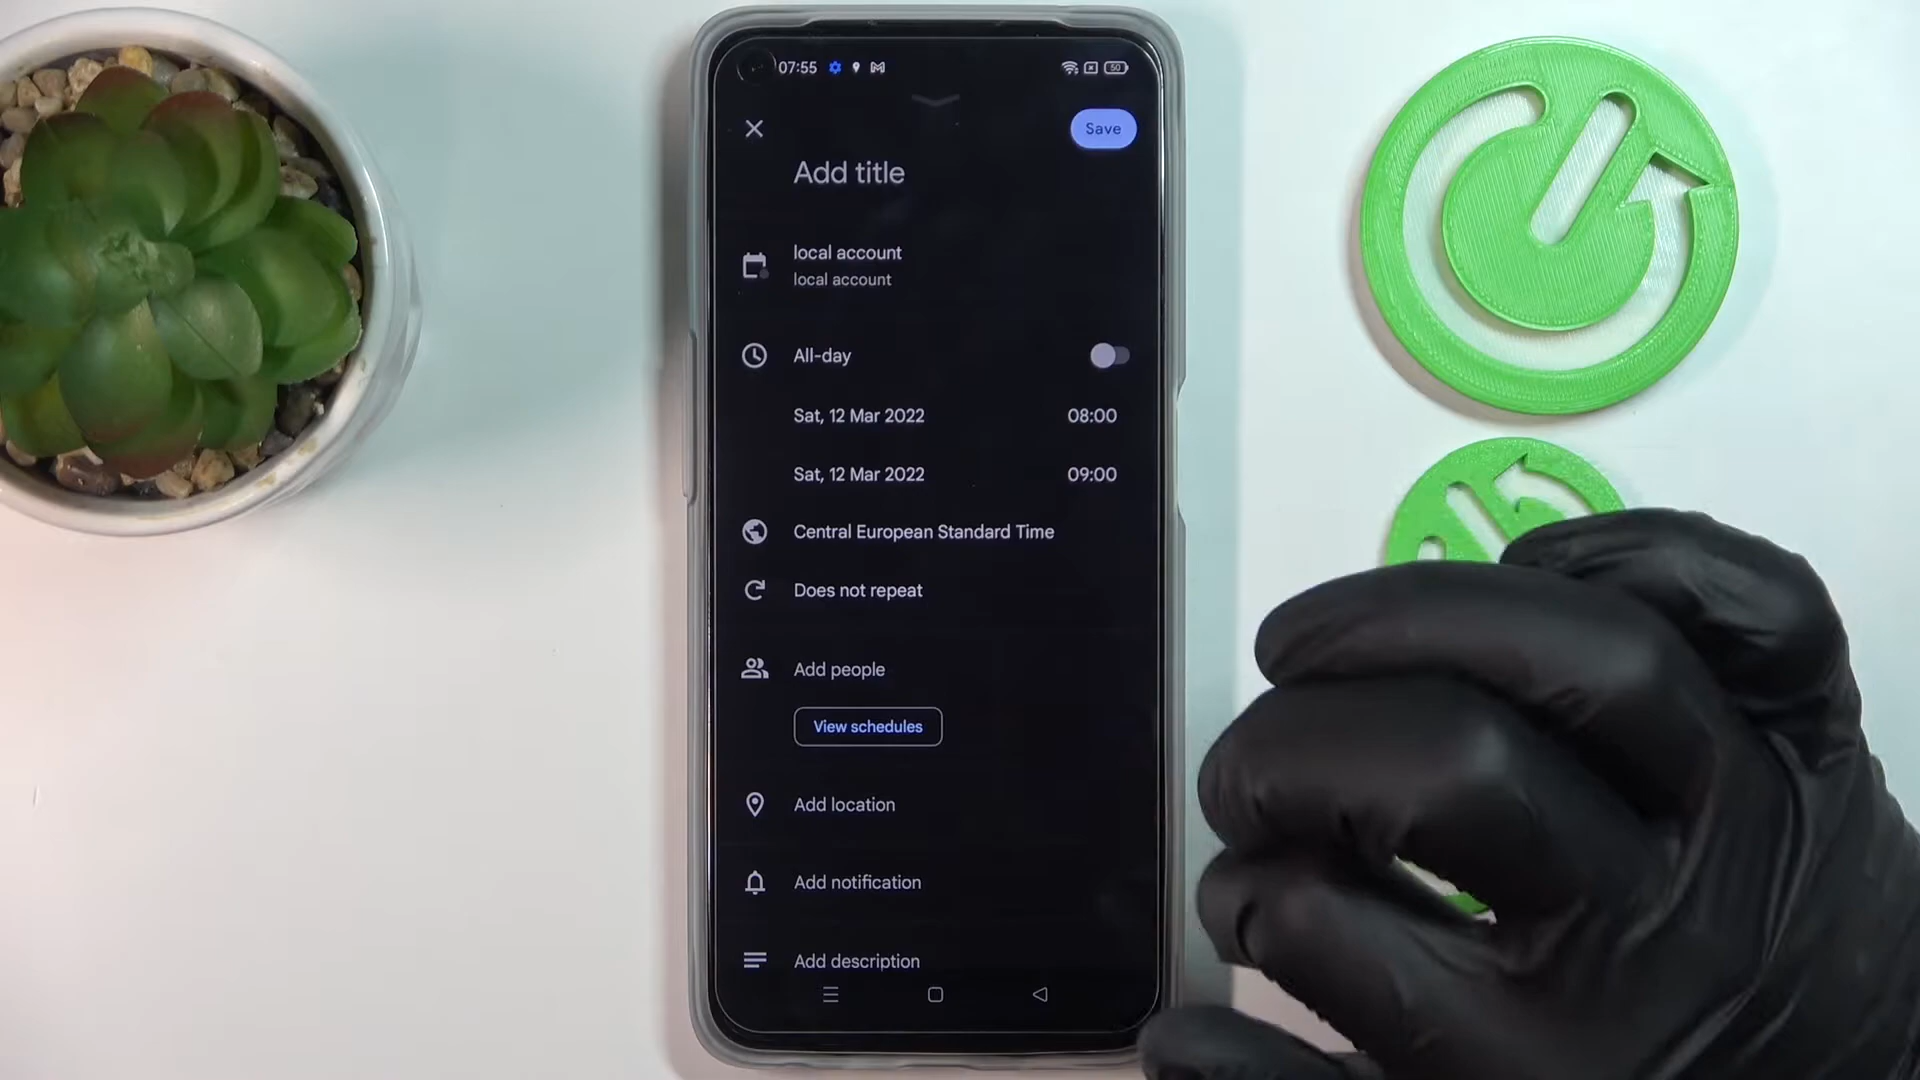 07:55
50
Save
Add title
local account
local account
All-day
Sat, 12 Mar 2022 08:00
Sat, 12 Mar 2022 09:00
Central European Standard Time
Does not repeat
Add people
View schedules
Add location
Add notification
Add description